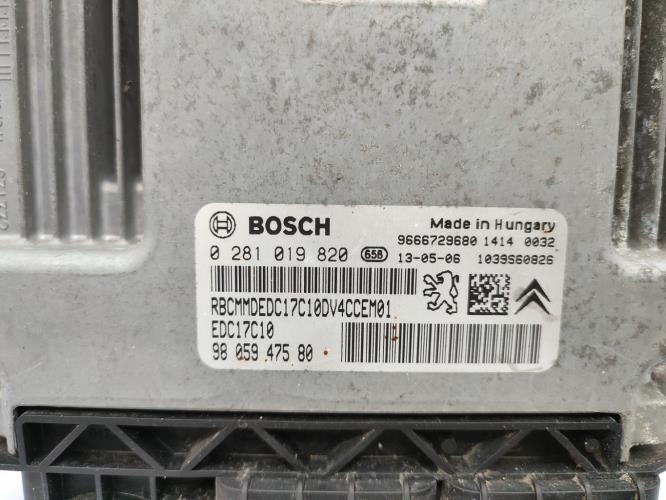 BOSCH
Made in Hungary
9666729680 1414 0032
0 281 019 820 658 13-05-06 1039S60826
RBCMMDEDC17C10DV4CCEM01
EDC17C10
98 059 475 80